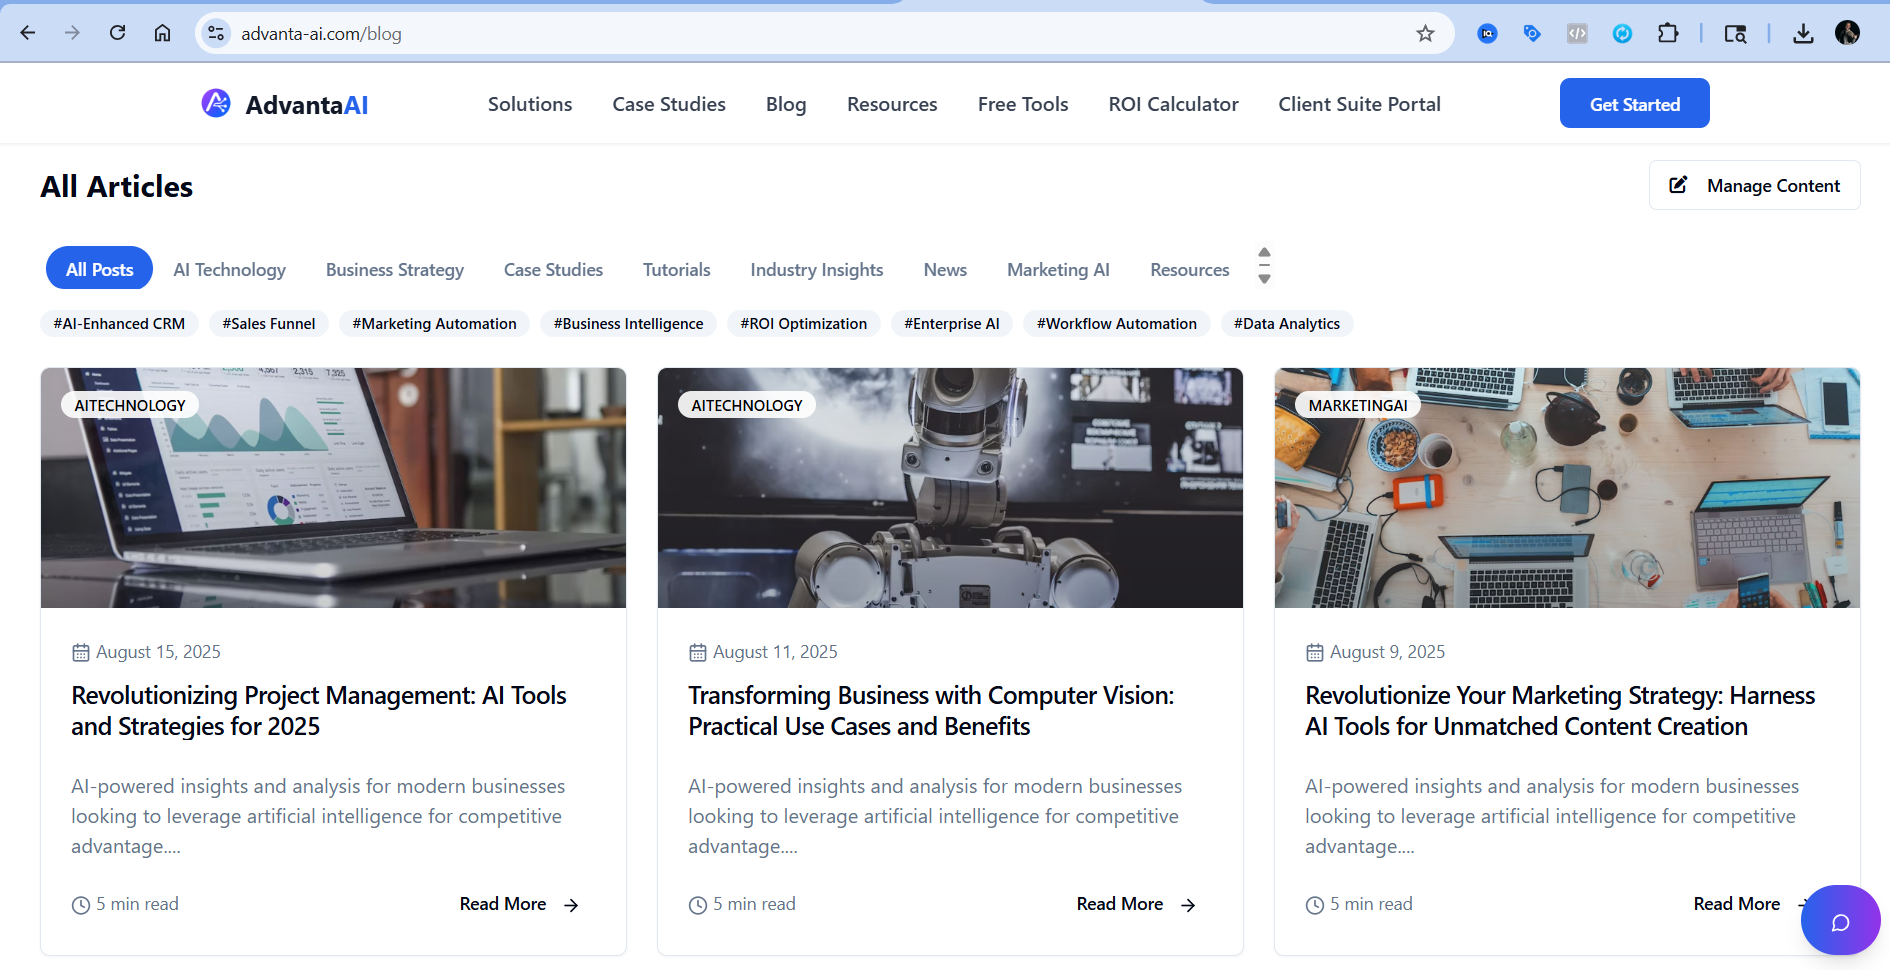 advanta-ai.com/blog
AdvantaAI
Solutions
Case Studies
Blog
Resources
Free Tools
ROI Calculator
Client Suite Portal
Get Started
All Articles
Manage Content
All Posts
AI Technology
Business Strategy
Case Studies
Tutorials
Industry Insights
News
Marketing AI
Resources
#AI-Enhanced CRM
#Sales Funnel
#Marketing Automation
#Business Intelligence
#ROI Optimization
#Enterprise AI
#Workflow Automation
#Data Analytics
AITECHNOLOGY
August 15, 2025
Revolutionizing Project Management: AI Tools
and Strategies for 2025
AI-powered insights and analysis for modern businesses
looking to leverage artificial intelligence for competitive
advantage....
5 min read
Read More
AITECHNOLOGY
August 11, 2025
Transforming Business with Computer Vision:
Practical Use Cases and Benefits
AI-powered insights and analysis for modern businesses
looking to leverage artificial intelligence for competitive
advantage....
5 min read
Read More
MARKETINGAI
August 9, 2025
Revolutionize Your Marketing Strategy: Harness
AI Tools for Unmatched Content Creation
AI-powered insights and analysis for modern businesses
looking to leverage artificial intelligence for competitive
advantage....
5 min read
Read More